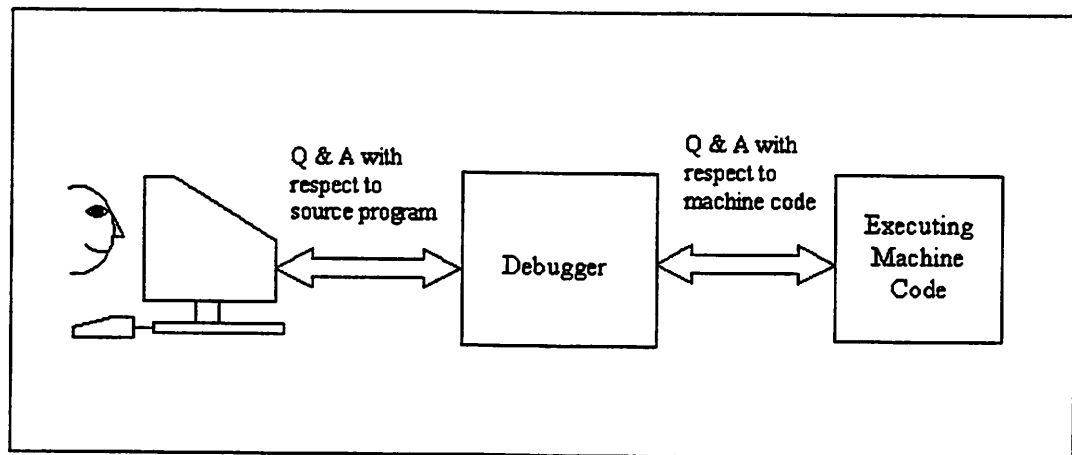 Q & A with
respect to
source program
Debugger
Q & A with
respect to
machine code
Executing
Machine
Code